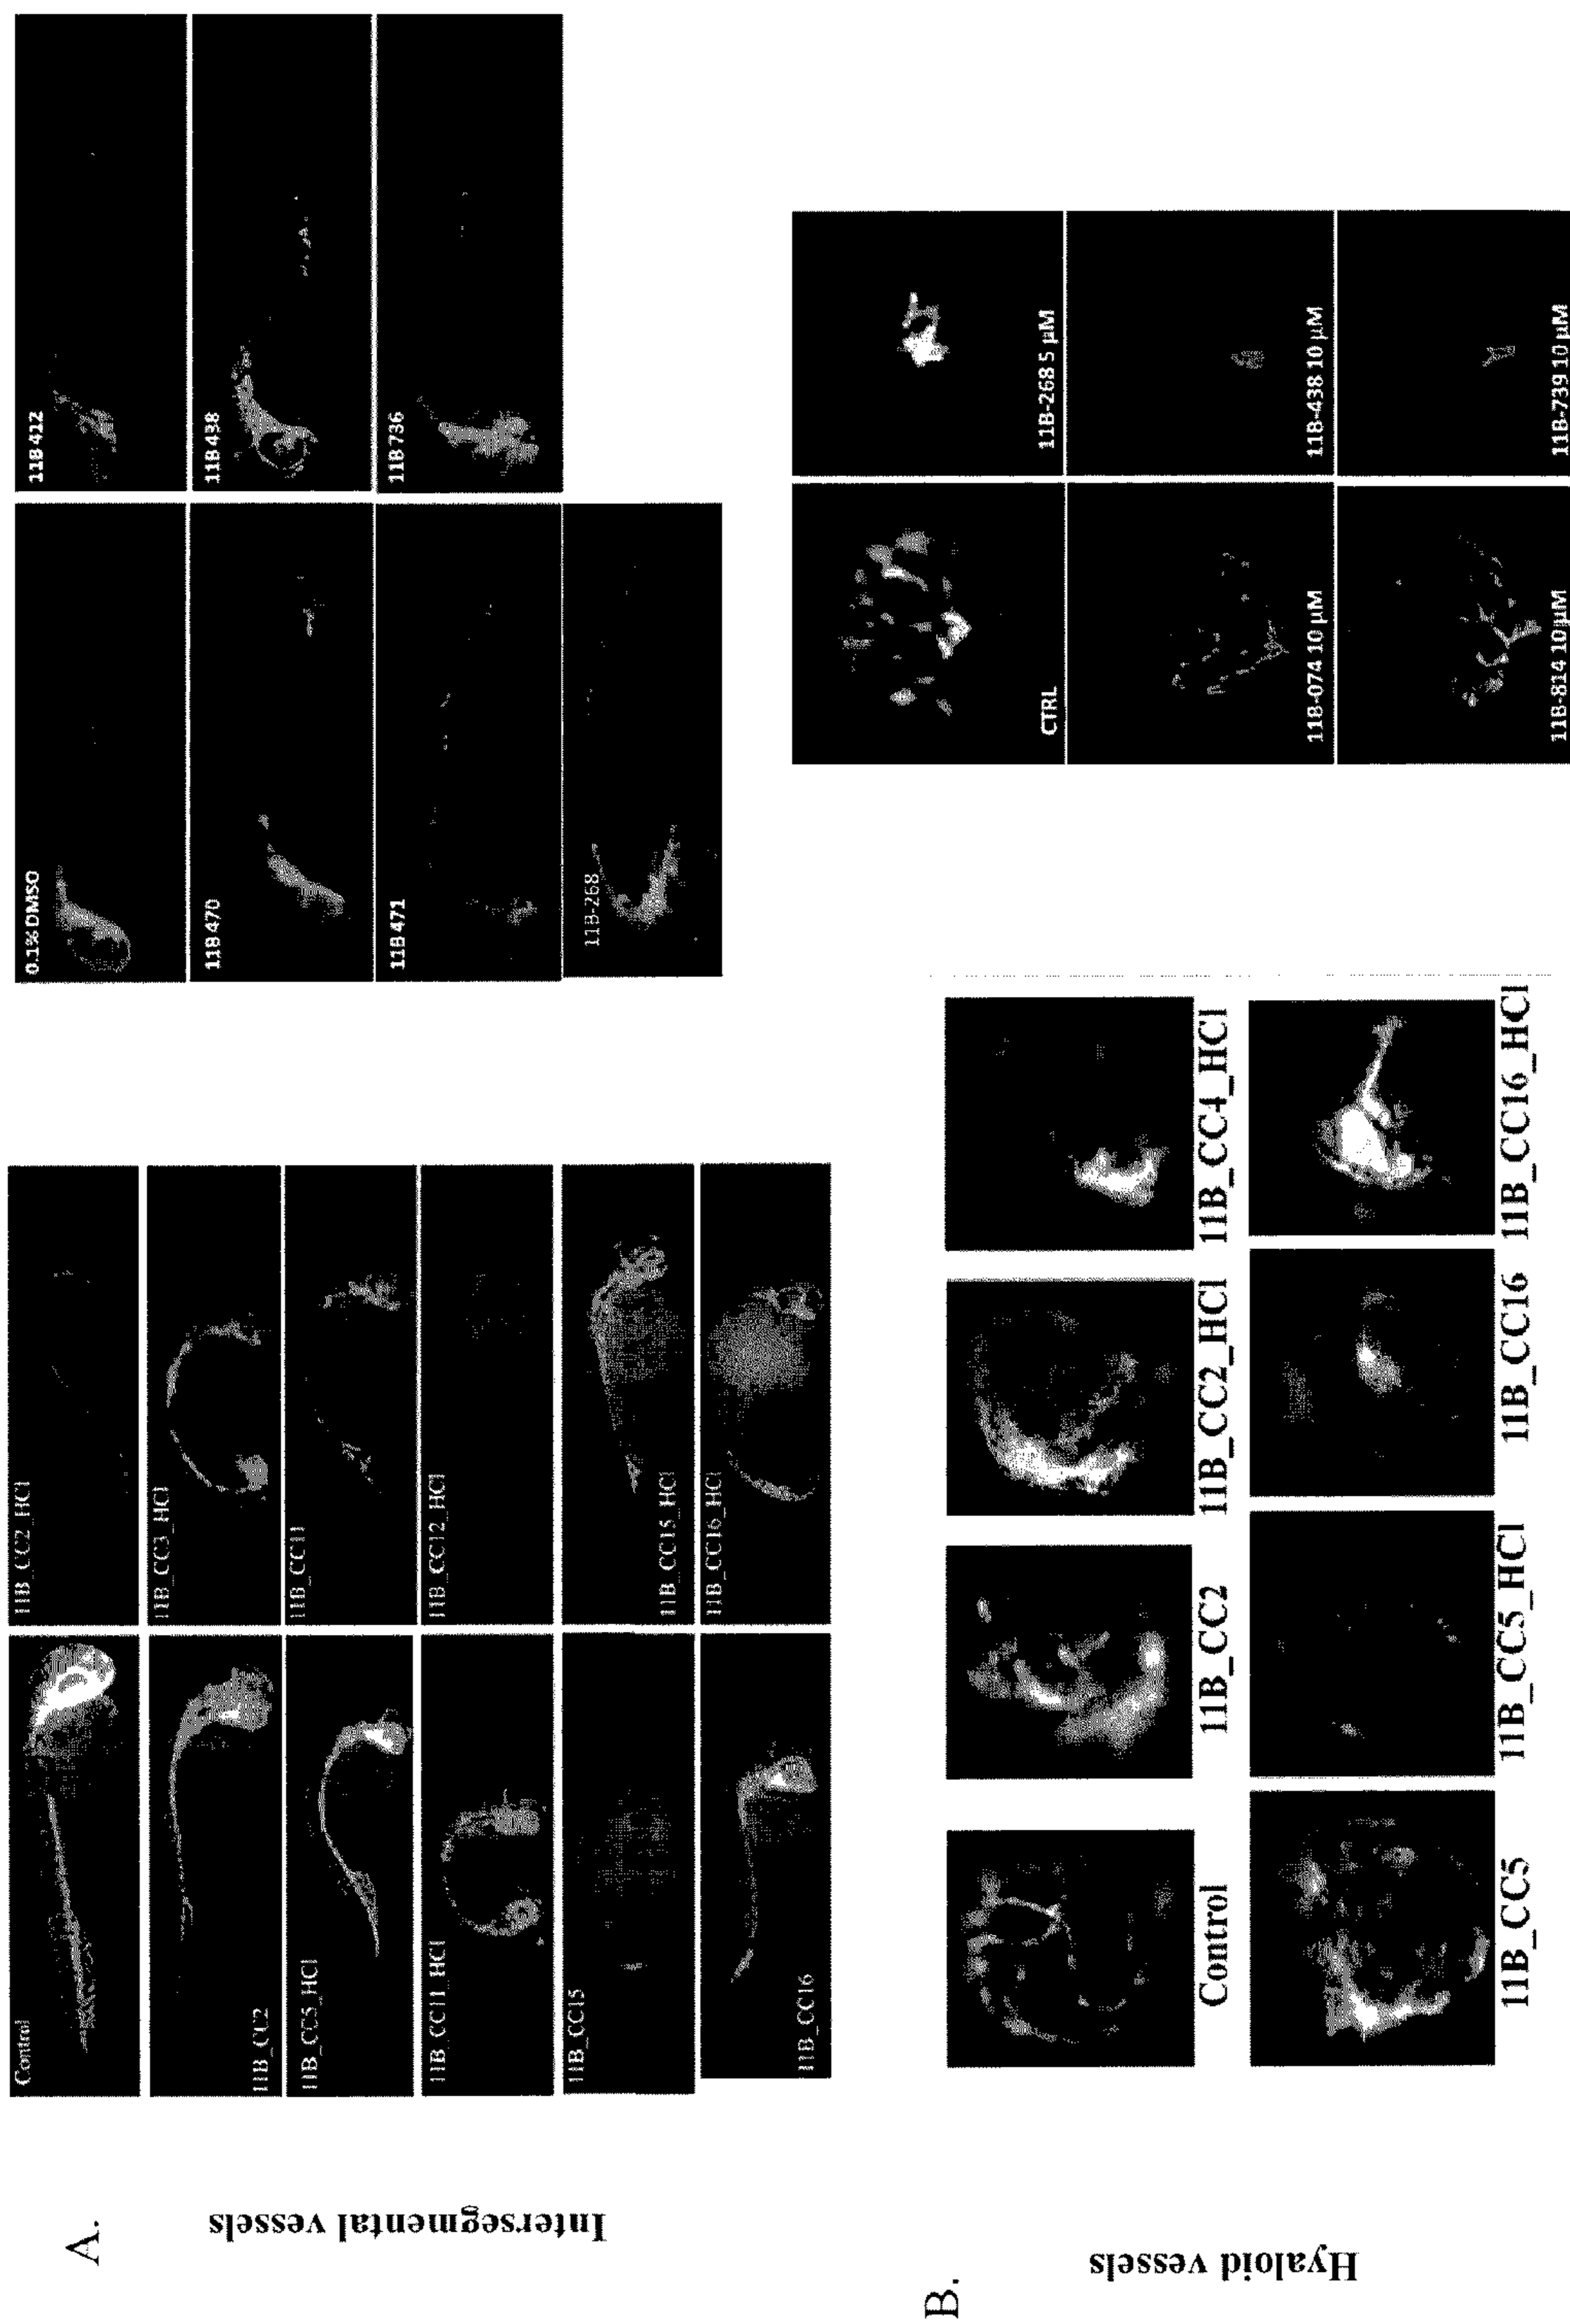 A.
Intersegmental vessels
Control
11B_CC2_HCl
11B_CC2
11B_CC3_HCl
11B_CC5_HCl
11B_CC11
11B_CC11_HCl
11B_CC12_HCl
11B_CC15
11B_CC15_HCl
11B_CC16
11B_CC16_HCl
0.1% DMSO
11B412
11B470
11B438
11B471
11B736
11B-268
B.
Hyaloid vessels
Control
11B_CC2
11B_CC2_HCl
11B_CC4_HCl
11B_CC5
11B_CC5_HCl
11B_CC16
11B_CC16_HCl
CTRL
11B-268 5 µM
11B-074 10 µM
11B-438 10 µM
11B-814 10 µM
11B-739 10 µM